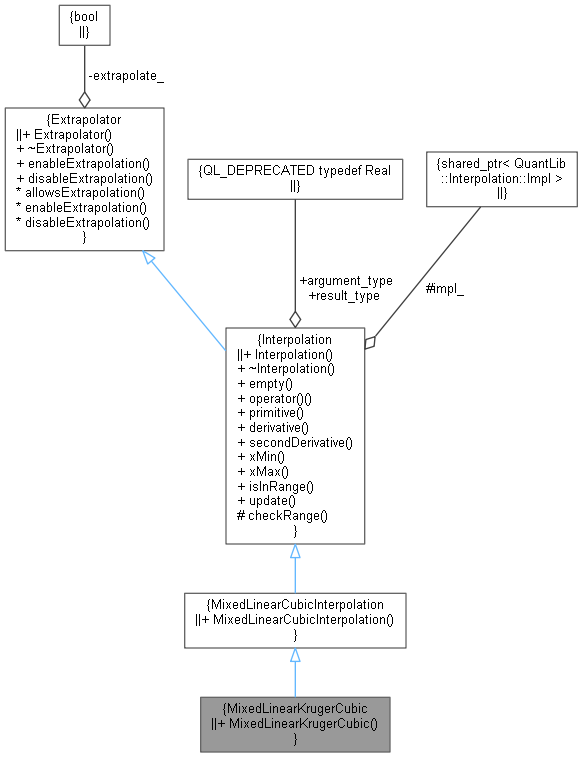 {bool
||}
-extrapolate_
{Extrapolator
||+ Extrapolator()
+ ~Extrapolator()
+ enableExtrapolation()
+ disableExtrapolation()
* allowsExtrapolation()
* enableExtrapolation()
* disableExtrapolation()
}
{QL_DEPRECATED typedef Real
||}
{shared_ptr< QuantLib
::Interpolation::Impl >
||}
+argument_type
+result_type
#impl_
{Interpolation
||+ Interpolation()
+ ~Interpolation()
+ empty()
+ operator()()
+ primitive()
+ derivative()
+ secondDerivative()
+ xMin()
+ xMax()
+ isInRange()
+ update()
# checkRange()
}
{MixedLinearCubicInterpolation
||+ MixedLinearCubicInterpolation()
}
{MixedLinearKrugerCubic
||+ MixedLinearKrugerCubic()
}